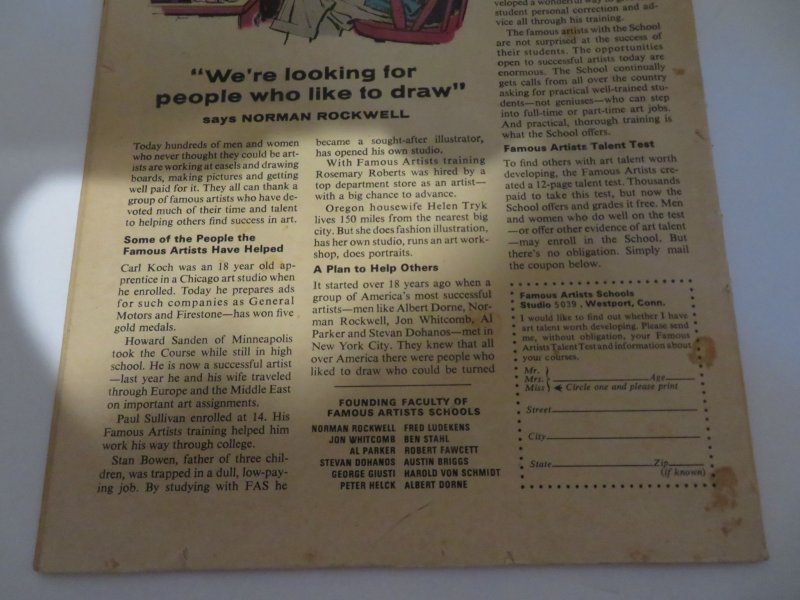 "We're looking for
people who like to draw"
says NORMAN ROCKWELL
Today hundreds of men and women
who never thought they could be art-
ists are working at easels and drawing
boards, making pictures and getting
well paid for it. They all can thank a
group of famous artists who have de-
voted much of their time and talent
to helping others find success in art.
Some of the People the
Famous Artists Have Helped
Carl Koch was an 18 year old ap-
prentice in a Chicago art studio when
he enrolled. Today he prepares ads
for such companies as General
Motors and Firestone—has won five
gold medals.
Howard Sanden of Minneapolis
took the Course while still in high
school. He is now a successful artist
—last year he and his wife traveled
through Europe and the Middle East
on important art assignments.
Paul Sullivan enrolled at 14. His
Famous Artists training helped him
work his way through college.
Stan Bowen, father of three chil-
dren, was trapped in a dull, low-pay-
ing job. By studying with FAS he
became a sought-after illustrator,
has opened his own studio.
With Famous Artists training
Rosemary Roberts was hired by a
top department store as an artist—
with a big chance to advance.
Oregon housewife Helen Tryk
lives 150 miles from the nearest big
city. But she does fashion illustration,
has her own studio, runs an art work-
shop, does portraits.
A Plan to Help Others
It started over 18 years ago when a
group of America's most successful
artists—men like Albert Dorne, Nor-
man Rockwell, Jon Whitcomb, Al
Parker and Stevan Dohanos—met in
New York City. They knew that all
over America there were people who
liked to draw who could be turned
FOUNDING FACULTY OF
FAMOUS ARTISTS SCHOOLS
NORMAN ROCKWELL FRED LUDEKENS
JON WHITCOMB BEN STAHL
AL PARKER ROBERT FAWCETT
STEVAN DOHANOS AUSTIN BRIGGS
GEORGE GIUSTI HAROLD VON SCHMIDT
PETER HELCK ALBERT DORNE
student personal correction and ad-
vice all through his training.
The famous artists with the School
are not surprised at the success of
their students. The opportunities
open to successful artists today are
enormous. The School continually
gets calls from all over the country
asking for practical well-trained stu-
dents—not geniuses—who can step
into full-time or part-time art jobs.
And practical, thorough training is
what the School offers.
Famous Artists Talent Test
To find others with art talent worth
developing, the Famous Artists cre-
ated a 12-page talent test. Thousands
paid to take this test, but now the
School offers and grades it free. Men
and women who do well on the test
—or offer other evidence of art talent
—may enroll in the School. But
there's no obligation. Simply mail
the coupon below.
Famous Artists Schools
Studio 5039, Westport, Conn.
I would like to find out whether I have
art talent worth developing. Please send
me, without obligation, your Famous
Artists Talent Test and information about
your courses.
Mr.
Mrs. Age
Miss Circle one and please print
Street
City
State Zip
(if known)